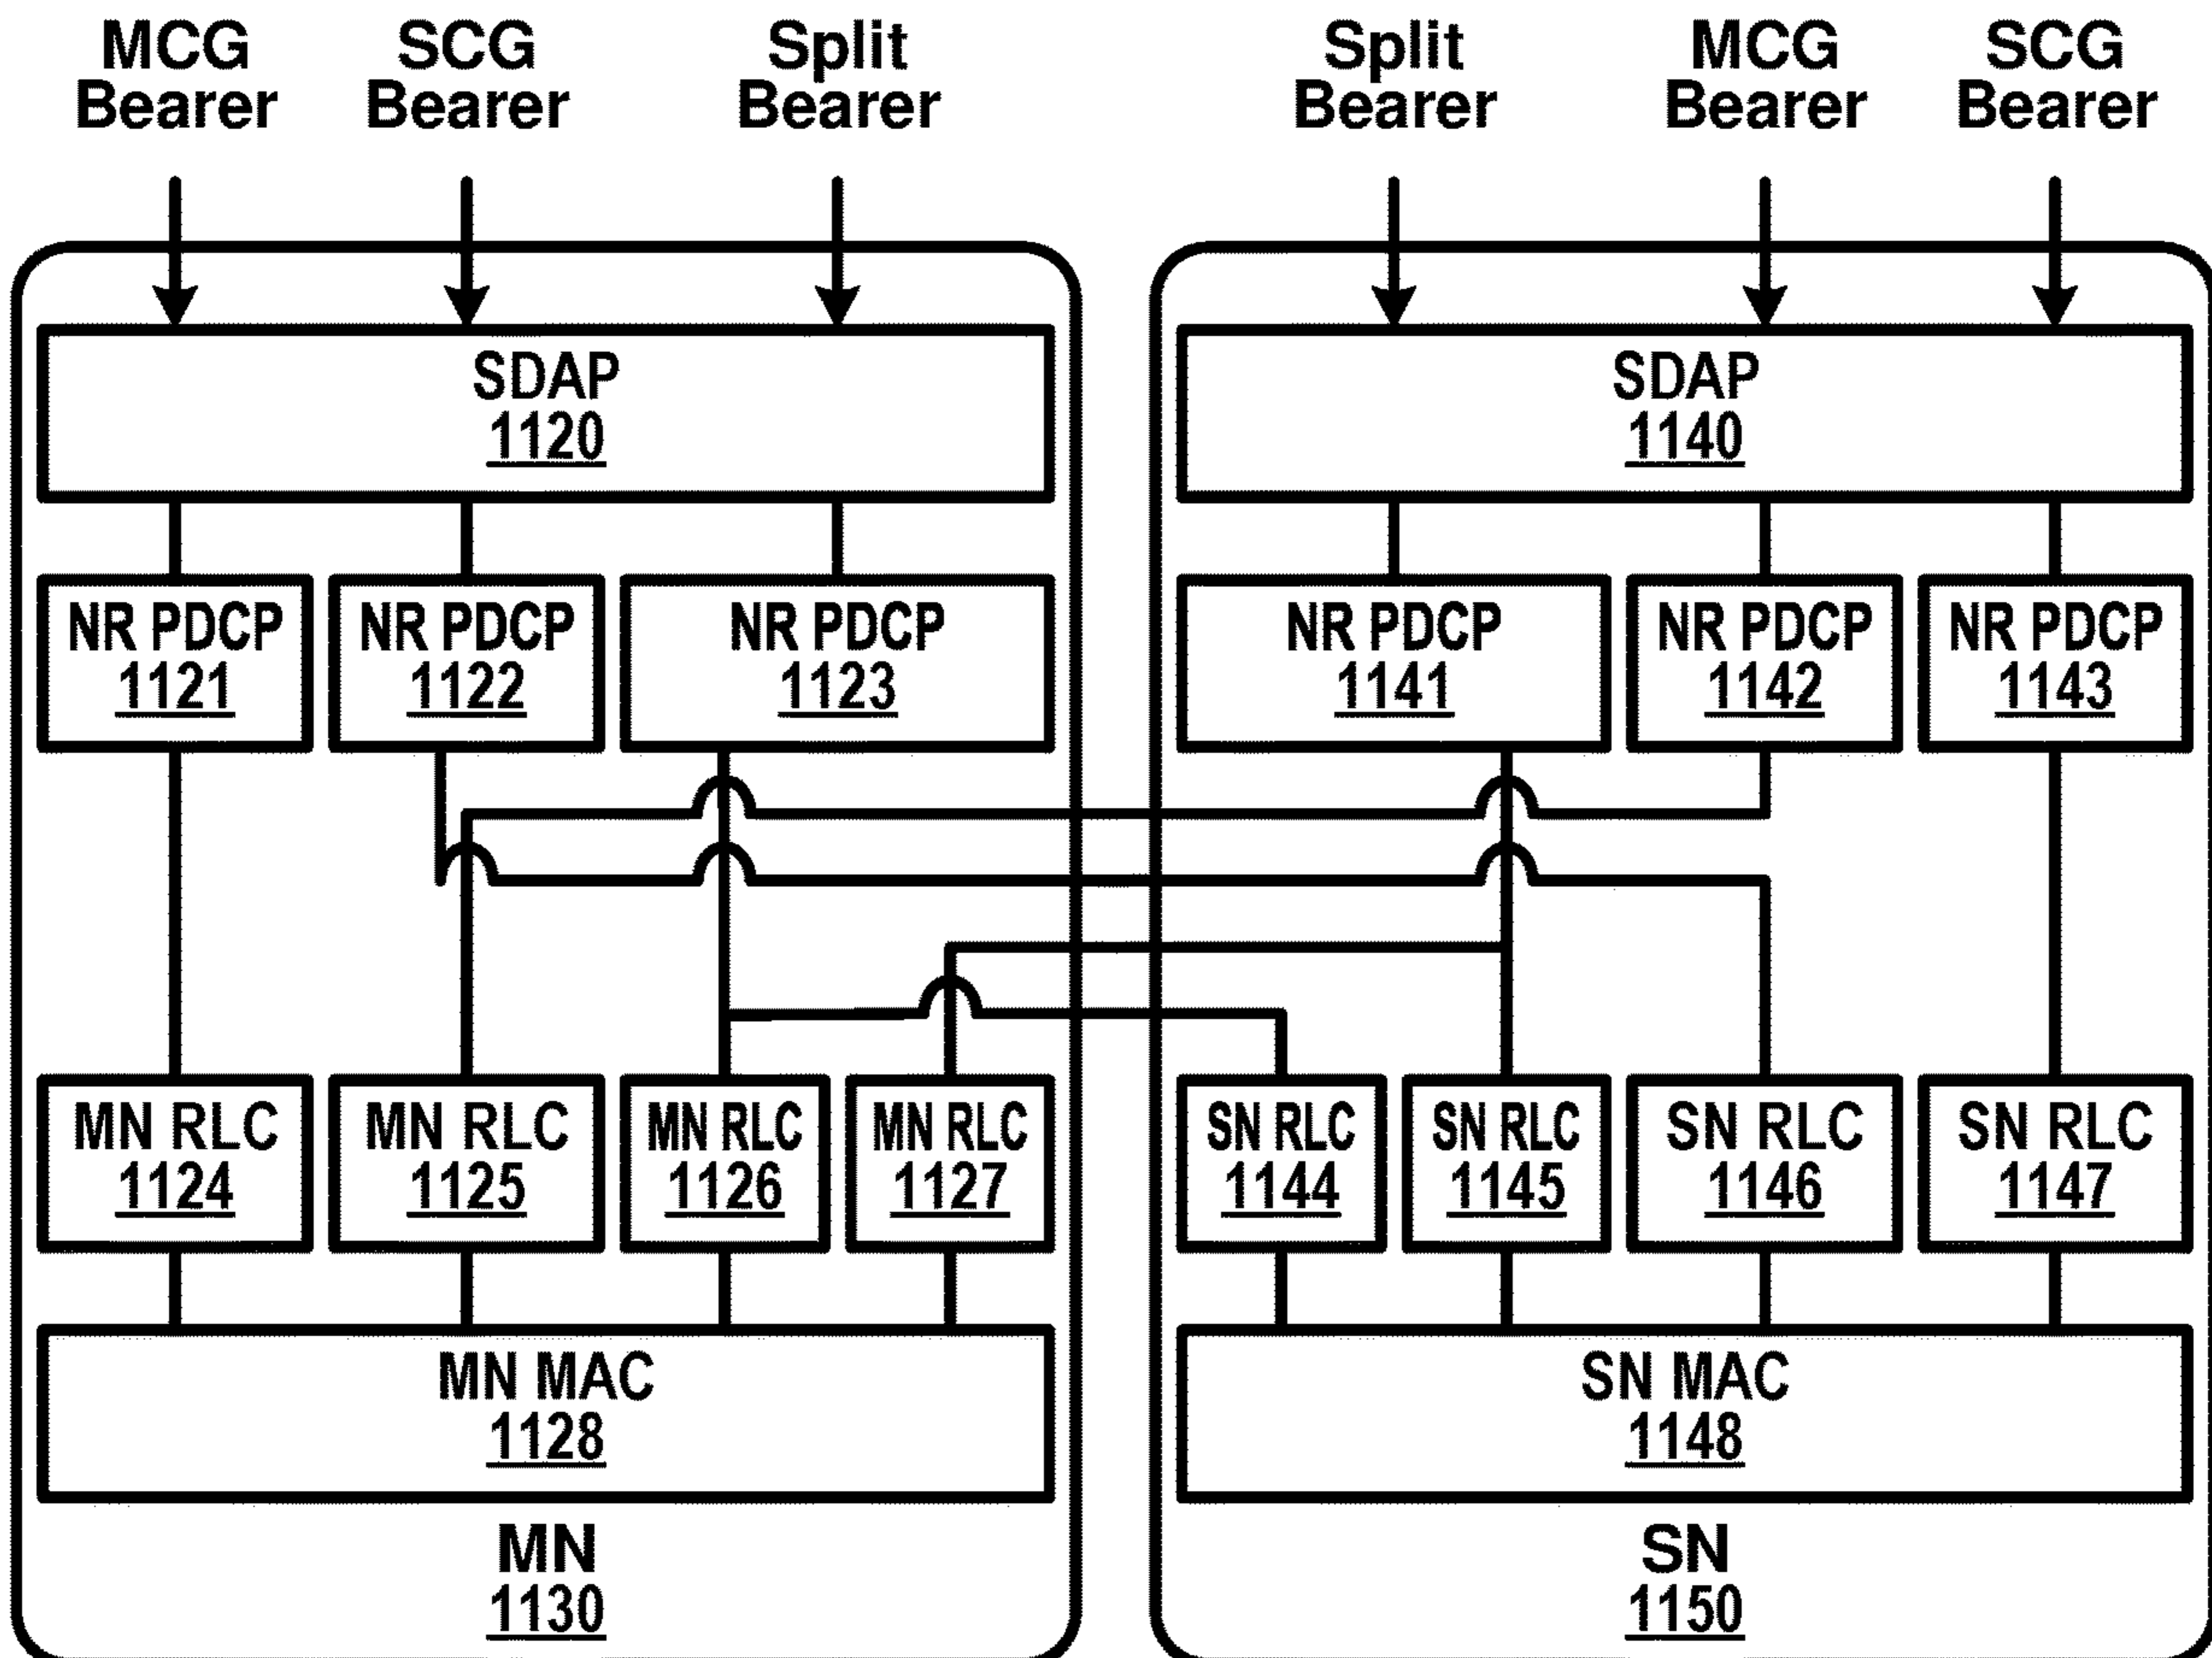 MCG
Bearer
SCG
Bearer
Split
Bearer
Split
Bearer
MCG
Bearer
SCG
Bearer
SDAP
1120
SDAP
1140
NR PDCP
1121
NR PDCP
1122
NR PDCP
1123
NR PDCP
1141
NR PDCP
1142
NR PDCP
1143
MN RLC
1124
MN RLC
1125
MN RLC
1126
MN RLC
1127
SN RLC
1144
SN RLC
1145
SN RLC
1146
SN RLC
1147
MN MAC
1128
SN MAC
1148
MN
1130
SN
1150